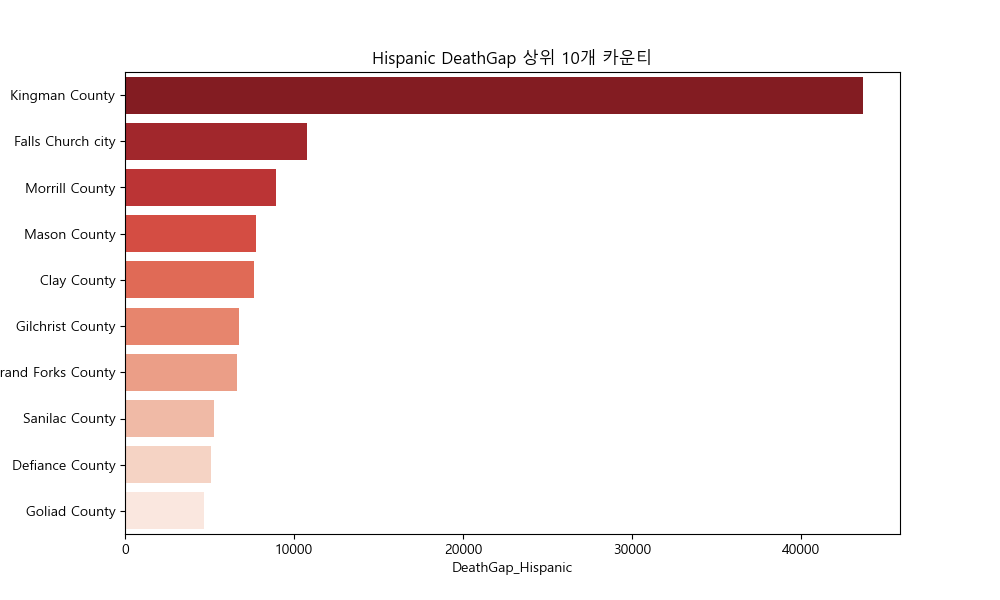 Hispanic DeathGap 상위 10개 카운티
Kingman County
Falls Church city
Morrill County
Mason County
Clay County
Gilchrist County
rand Forks County
Sanilac County
Defiance County
Goliad County
0 10000 20000 30000 40000
DeathGap_Hispanic